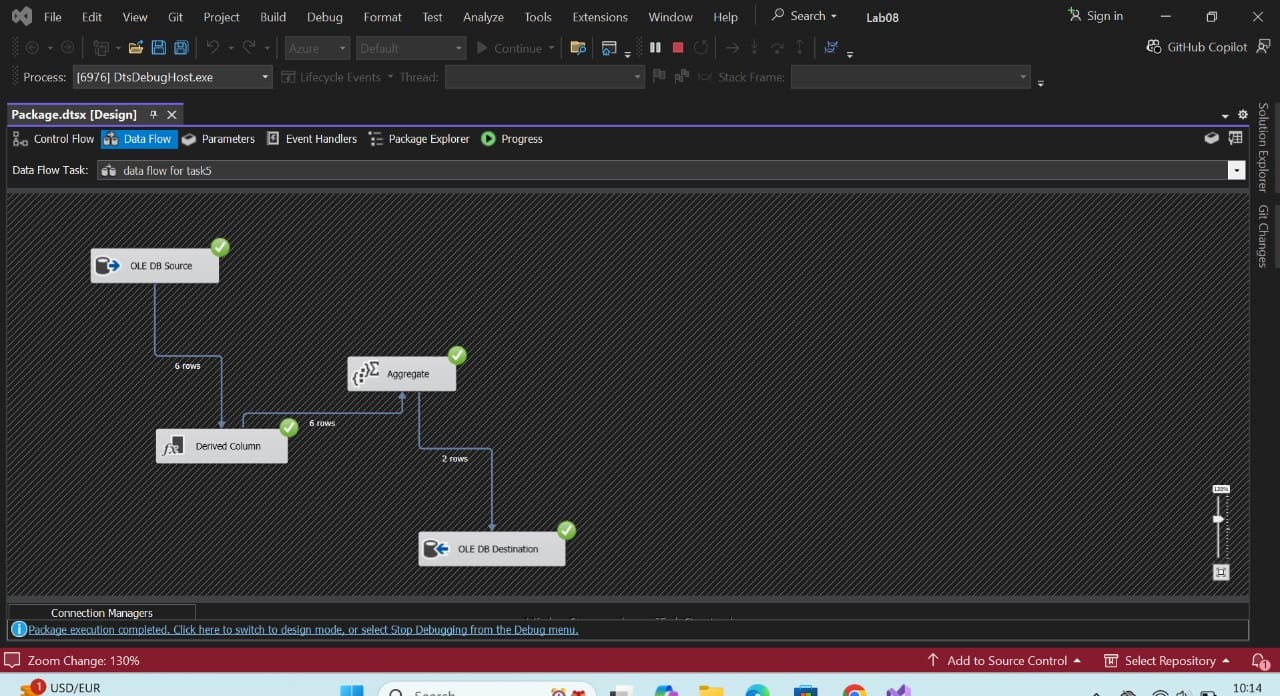 File Edit View Git Project Build Debug Format Test Analyze Tools Extensions Window Help Search Lab08 Sign in
Azure Default Continue GitHub Copilot
Process: [6976] DtsDebugHost.exe Lifecycle Events Thread: Stack Frame:
Package.dtsx [Design]
Control Flow Data Flow Parameters Event Handlers Package Explorer Progress
Data Flow Task: data flow for task5
Solution Explorer
Git Changes
OLE DB Source
6 rows
Aggregate
6 rows
Derived Column
2 rows
130%
OLE DB Destination
Connection Managers
Package execution completed. Click here to switch to design mode, or select Stop Debugging from the Debug menu.
Zoom Change: 130% Add to Source Control Select Repository 1
1 USD/EUR Search 10:14